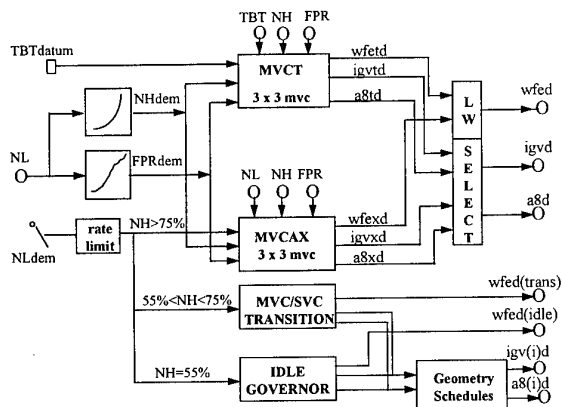 TBT NH FPR
TBTdatum
MVCT
3 x 3 mvc
wfetd
igvtd
a8td
NHdem
FPRdem
NL
L
W
wfed
S
E
L
E
C
T
igvd
a8d
NL NH FPR
MVCAX
3 x 3 mvc
wfexd
igvxd
a8xd
NLdem
rate
limit
NH>75%
55%<NH<75%
MVC/SVC
TRANSITION
wfed(trans)
wfed(idle)
NH=55%
IDLE
GOVERNOR
Geometry
Schedules
igv(i)d
a8(i)d